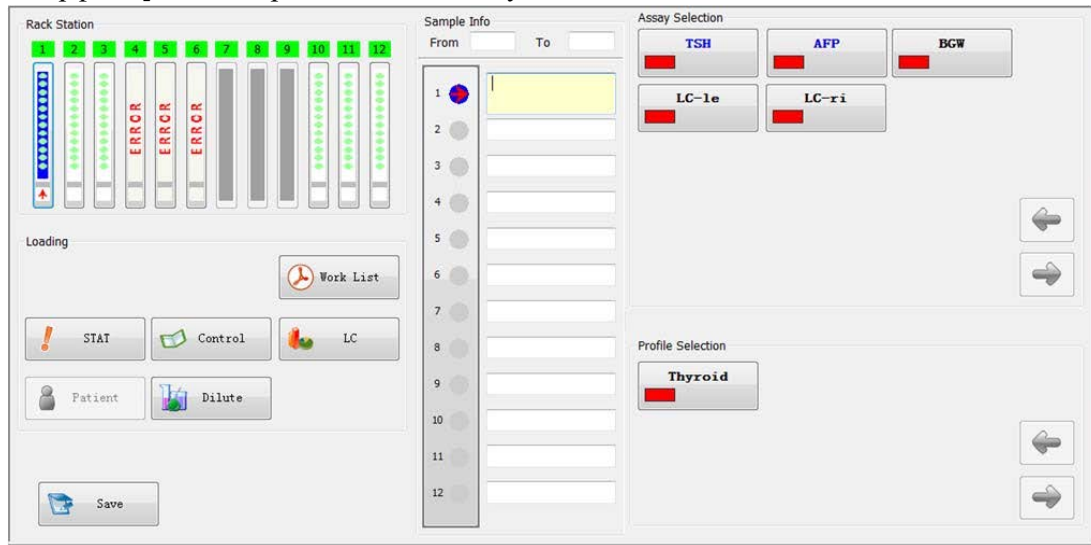 Rack Station
1 2 3 4 5 6 7 8 9 10 11 12
ERROR ERROR ERROR
Loading
Work List
STAT Control LC
Patient Dilute
Save
Sample Info
From To
1
2
3
4
5
6
7
8
9
10
11
12
Assay Selection
TSH AFP BGW
LC-le LC-ri
Profile Selection
Thyroid